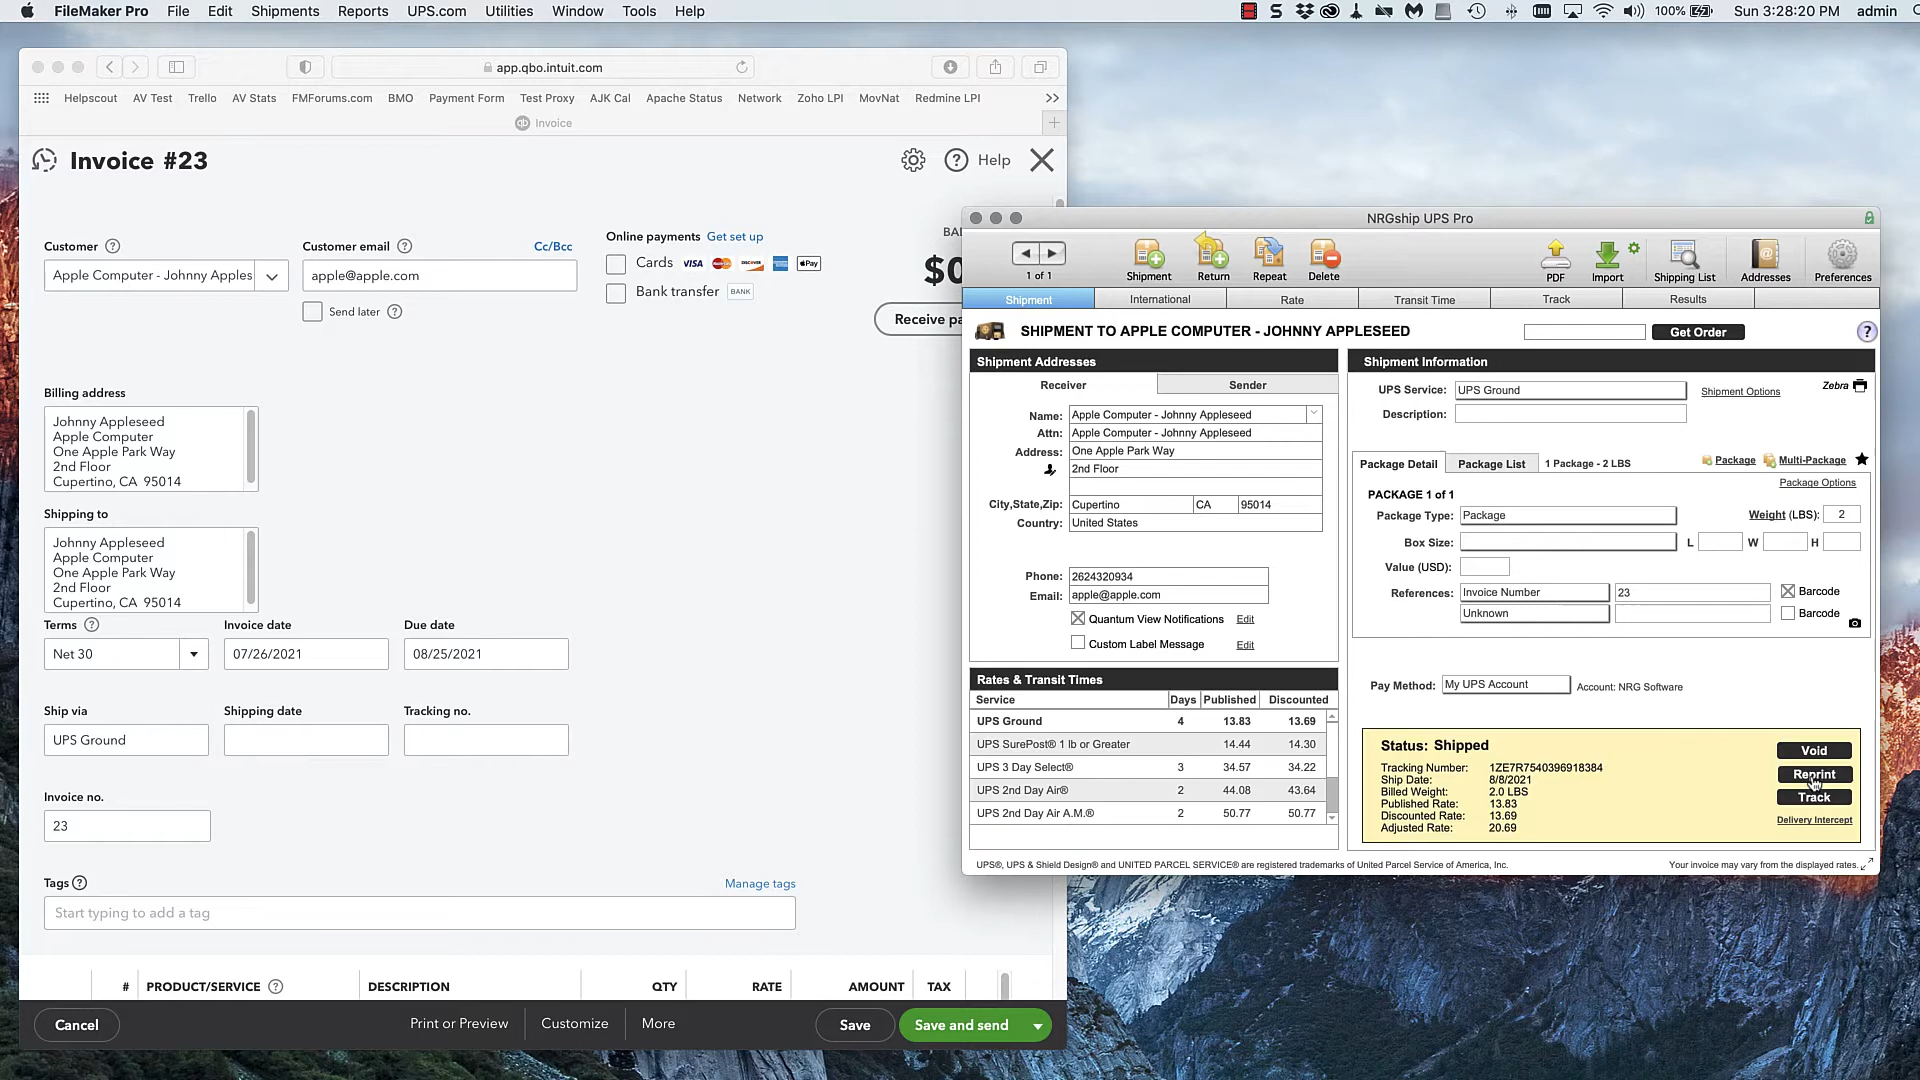 FileMaker Pro File Edit Shipments Reports UPS.com Utilities Window Tools Help 100% Sun 3:28:20 PM admin
app.qbo.intuit.com
Helpscout AV Test Trello AV Stats FMForums.com BMO Payment Form Test Proxy AJK Cal Apache Status Network Zoho LPI MovNat Redmine LPI
Invoice
Invoice #23
Help
Customer
Customer email
Cc/Bcc
Online payments Get set up
BA
Apple Computer - Johnny Apples
apple@apple.com
Cards VISA DISCOVER Pay
$0
Bank transfer BANK
Send later
Receive pa
Billing address
Johnny Appleseed
Apple Computer
One Apple Park Way
2nd Floor
Cupertino, CA 95014
Shipping to
Johnny Appleseed
Apple Computer
One Apple Park Way
2nd Floor
Cupertino, CA 95014
Terms Invoice date Due date
Net 30 07/26/2021 08/25/2021
Ship via Shipping date Tracking no.
UPS Ground
Invoice no.
23
Tags
Manage tags
Start typing to add a tag
# PRODUCT/SERVICE DESCRIPTION QTY RATE AMOUNT TAX
Cancel Print or Preview Customize More Save Save and send
NRGship UPS Pro
1 of 1 Shipment Return Repeat Delete PDF Import Shipping List Addresses Preferences
Shipment International Rate Transit Time Track Results
SHIPMENT TO APPLE COMPUTER - JOHNNY APPLESEED
Get Order
?
Shipment Addresses
Receiver Sender
Name: Apple Computer - Johnny Appleseed
Attn: Apple Computer - Johnny Appleseed
Address: One Apple Park Way
2nd Floor
City,State,Zip: Cupertino CA 95014
Country: United States
Phone: 2624320934
Email: apple@apple.com
Quantum View Notifications Edit
Custom Label Message Edit
Rates & Transit Times
Service Days Published Discounted
UPS Ground 4 13.83 13.69
UPS SurePost® 1 lb or Greater 14.44 14.30
UPS 3 Day Select® 3 34.57 34.22
UPS 2nd Day Air® 2 44.08 43.64
UPS 2nd Day Air A.M.® 2 50.77 50.77
Shipment Information
UPS Service: UPS Ground Shipment Options Zebra
Description:
Package Detail Package List 1 Package - 2 LBS Package Multi-Package
Package Options
PACKAGE 1 of 1
Package Type: Package Weight (LBS): 2
Box Size: L W H
Value (USD):
References: Invoice Number 23 Barcode
Unknown Barcode
Pay Method: My UPS Account Account: NRG Software
Status: Shipped
Tracking Number: 1ZE7R7540396918384
Ship Date: 8/8/2021
Billed Weight: 2.0 LBS
Published Rate: 13.83
Discounted Rate: 13.69
Adjusted Rate: 20.69
Void
Reprint
Track
Delivery Intercept
UPS®, UPS & Shield Design® and UNITED PARCEL SERVICE® are registered trademarks of United Parcel Service of America, Inc.
Your invoice may vary from the displayed rates.